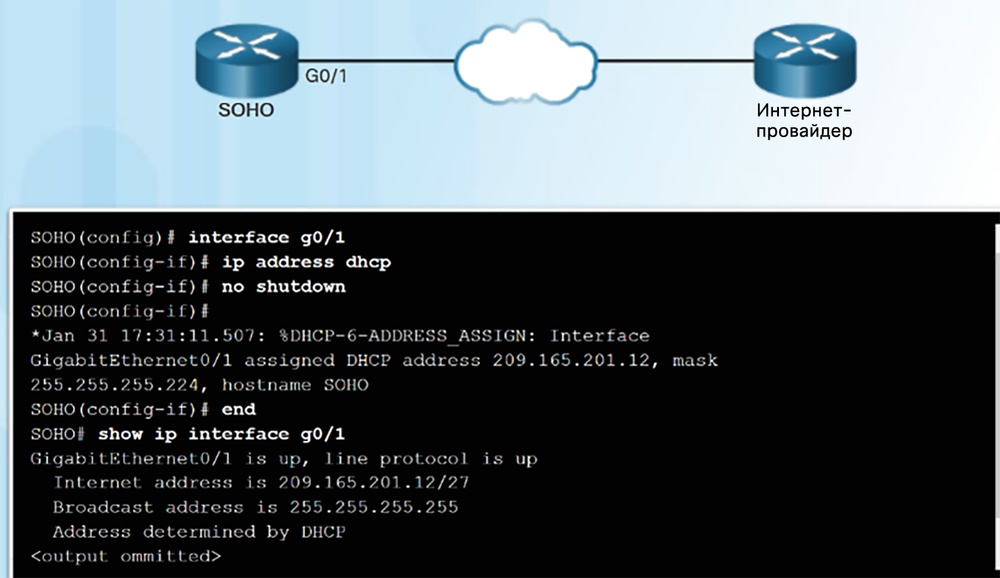 G0/1
SOHO
Интернет-
провайдер
SOHO(config)# interface g0/1
SOHO(config-if)# ip address dhcp
SOHO(config-if)# no shutdown
SOHO(config-if)#
*Jan 31 17:31:11.507: %DHCP-6-ADDRESS_ASSIGN: Interface
GigabitEthernet0/1 assigned DHCP address 209.165.201.12, mask
255.255.255.224, hostname SOHO
SOHO(config-if)# end
SOHO# show ip interface g0/1
GigabitEthernet0/1 is up, line protocol is up
Internet address is 209.165.201.12/27
Broadcast address is 255.255.255.255
Address determined by DHCP
<output ommitted>